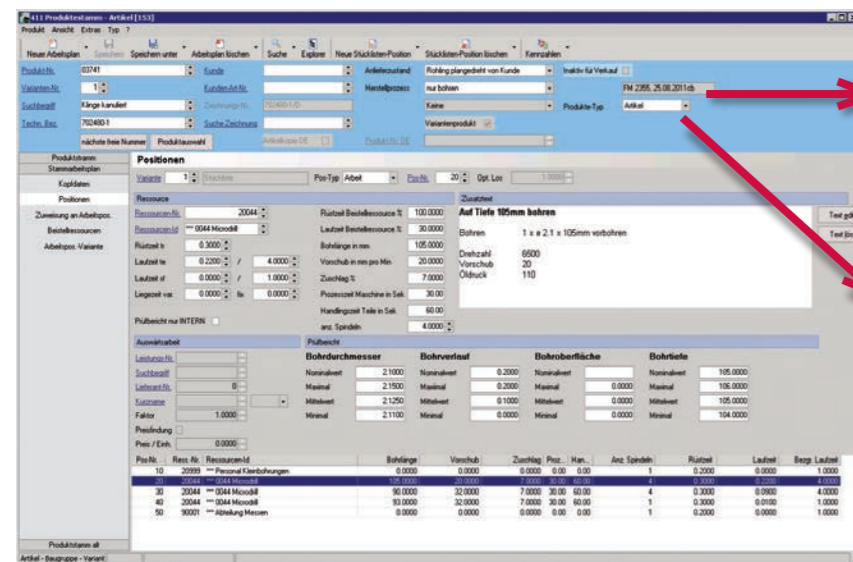 411 Produktestamm - Artikel [153]
Produkt Ansicht Extras Typ ?
Neuer Arbeitsplan Speichern Speichern unter Arbeitsplan löschen Suche Explorer Neue Stücklisten-Position Stücklisten-Position löschen Kennzahlen
Produkt-Nr. 03741 Kunde Anlieferzustand Rohling plangedreht von Kunde Inaktiv für Verkauf
Varianten-Nr. 1 Kunden-Art.Nr. Herstellprozess nur bohren FM 2355, 25.08.2011cb
Suchbegriff Klinge kanuliert Zeichnungs-Nr. 702480-1/D Keine Produkte-Typ Artikel
Techn. Bez. 702480-1 Suche Zeichnung Variantenprodukt
nächste freie Nummer Produktauswahl Artikelkopie DE Produkt-Nr. DE
Produktstamm
Stammarbeitsplan
Kopfdaten
Positionen
Zuweisung an Arbeitspos.
Beistellressourcen
Arbeitspos.-Variante
Positionen
Variante 1 Stückliste Pos-Typ Arbeit Pos-Nr. 20 Opt. Los 1.0000
Ressource Zusatztext
Ressourcen-Nr. 20044 Rüstzeit Beistellressource % 100.0000 Auf Tiefe 105mm bohren
Ressourcen-Id *** 0044 Microdrill Laufzeit Beistellressource % 30.0000 Bohren 1 x ø 2.1 x 105mm vorbohren
Rüstzeit tr 0.3000 Bohrlänge in mm 105.0000 Drehzahl 6500
Laufzeit te 0.2200 / 4.0000 Vorschub in mm pro Min. 20.0000 Vorschub 20
Laufzeit sf 0.0000 / 1.0000 Zuschlag % 7.0000 Öldruck 110
Liegezeit var. 0.0000 fix 0.0000 Prozesszeit Maschine in Sek. 30.00
Handlingszeit Teile in Sek. 60.00
Prüfbericht nur INTERN anz. Spindeln 4.0000
Auswärtsarbeit Prüfbericht
Leistungs-Nr. Bohrdurchmesser Bohrverlauf Bohroberfläche Bohrtiefe
Suchbegriff Nominalwert 2.1000 Nominalwert 0.2000 Nominalwert Nominalwert 105.0000
Lieferant-Nr. 0 Maximal 2.1500 Maximal 0.2000 Maximal 0.0000 Maximal 106.0000
Kurzname Mittelwert 2.1250 Mittelwert 0.1000 Mittelwert 0.0000 Mittelwert 105.0000
Faktor 1.0000 Minimal 2.1100 Minimal 0.0000 Minimal 0.0000 Minimal 104.0000
Preisfindung
Preis / Einh. 0.0000
Pos-Nr. Ress.-Nr. Ressourcen-Id Bohrlänge Vorschub Zuschlag Proz... Han... Anz. Spindeln Rüstzeit Laufzeit Bezgr. Laufzeit
10 20999 *** Personal Kleinbohrungen 0.0000 0.0000 0.0000 0.00 0.00 1 0.2000 0.0000 1.0000
20 20044 *** 0044 Microdrill 105.0000 20.0000 7.0000 30.00 60.00 4 0.3000 0.2200 4.0000
30 20044 *** 0044 Microdrill 90.0000 32.0000 7.0000 30.00 60.00 4 0.3000 0.0900 4.0000
40 20044 *** 0044 Microdrill 93.0000 32.0000 7.0000 30.00 60.00 1 0.3000 0.0100 1.0000
50 90001 *** Abteilung Messen 0.0000 0.0000 0.0000 0.00 0.00 1 0.2000 0.0000 1.0000
Produktstamm alt
Artikel - Baugruppe - Variant